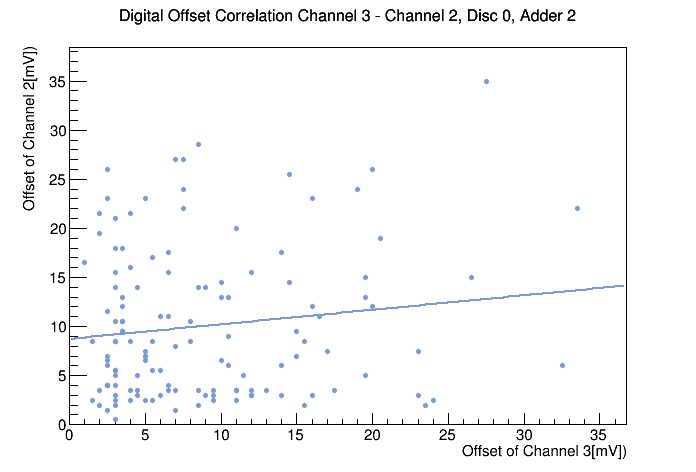 Digital Offset Correlation Channel 3 - Channel 2, Disc 0, Adder 2
Offset of Channel 2[mV])
35
30
25
20
15
10
5
0
0 5 10 15 20 25 30 35
Offset of Channel 3[mV])